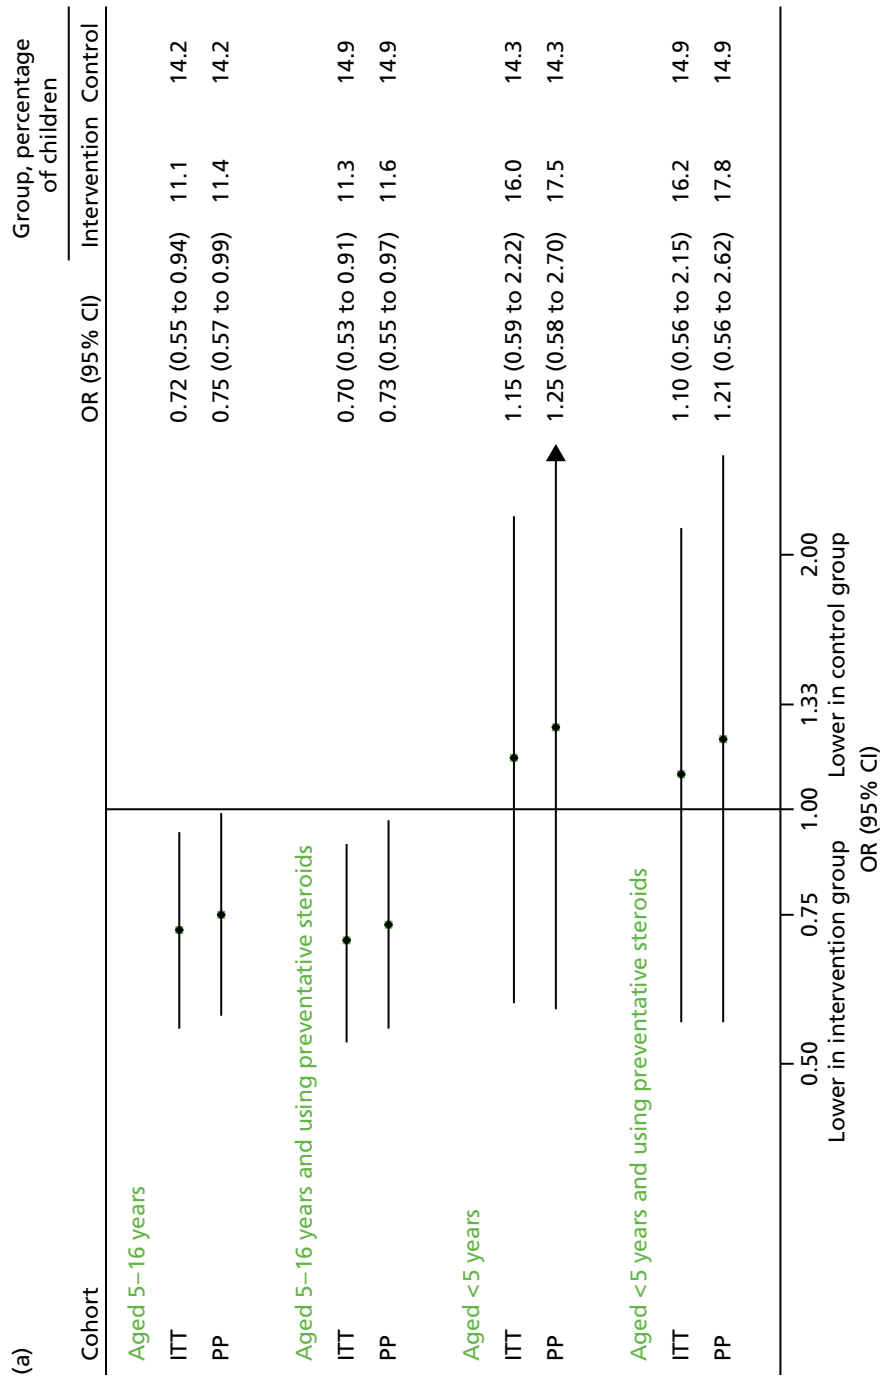 (a)
Group, percentage
of children
Cohort OR (95% CI) Intervention Control
Aged 5–16 years
ITT 0.72 (0.55 to 0.94) 11.1 14.2
PP 0.75 (0.57 to 0.99) 11.4 14.2
Aged 5–16 years and using preventative steroids
ITT 0.70 (0.53 to 0.91) 11.3 14.9
PP 0.73 (0.55 to 0.97) 11.6 14.9
Aged <5 years
ITT 1.15 (0.59 to 2.22) 16.0 14.3
PP 1.25 (0.58 to 2.70) 17.5 14.3
Aged <5 years and using preventative steroids
ITT 1.10 (0.56 to 2.15) 16.2 14.9
PP 1.21 (0.56 to 2.62) 17.8 14.9
0.50 0.75 1.00 1.33 2.00
Lower in intervention group Lower in control group
OR (95% CI)